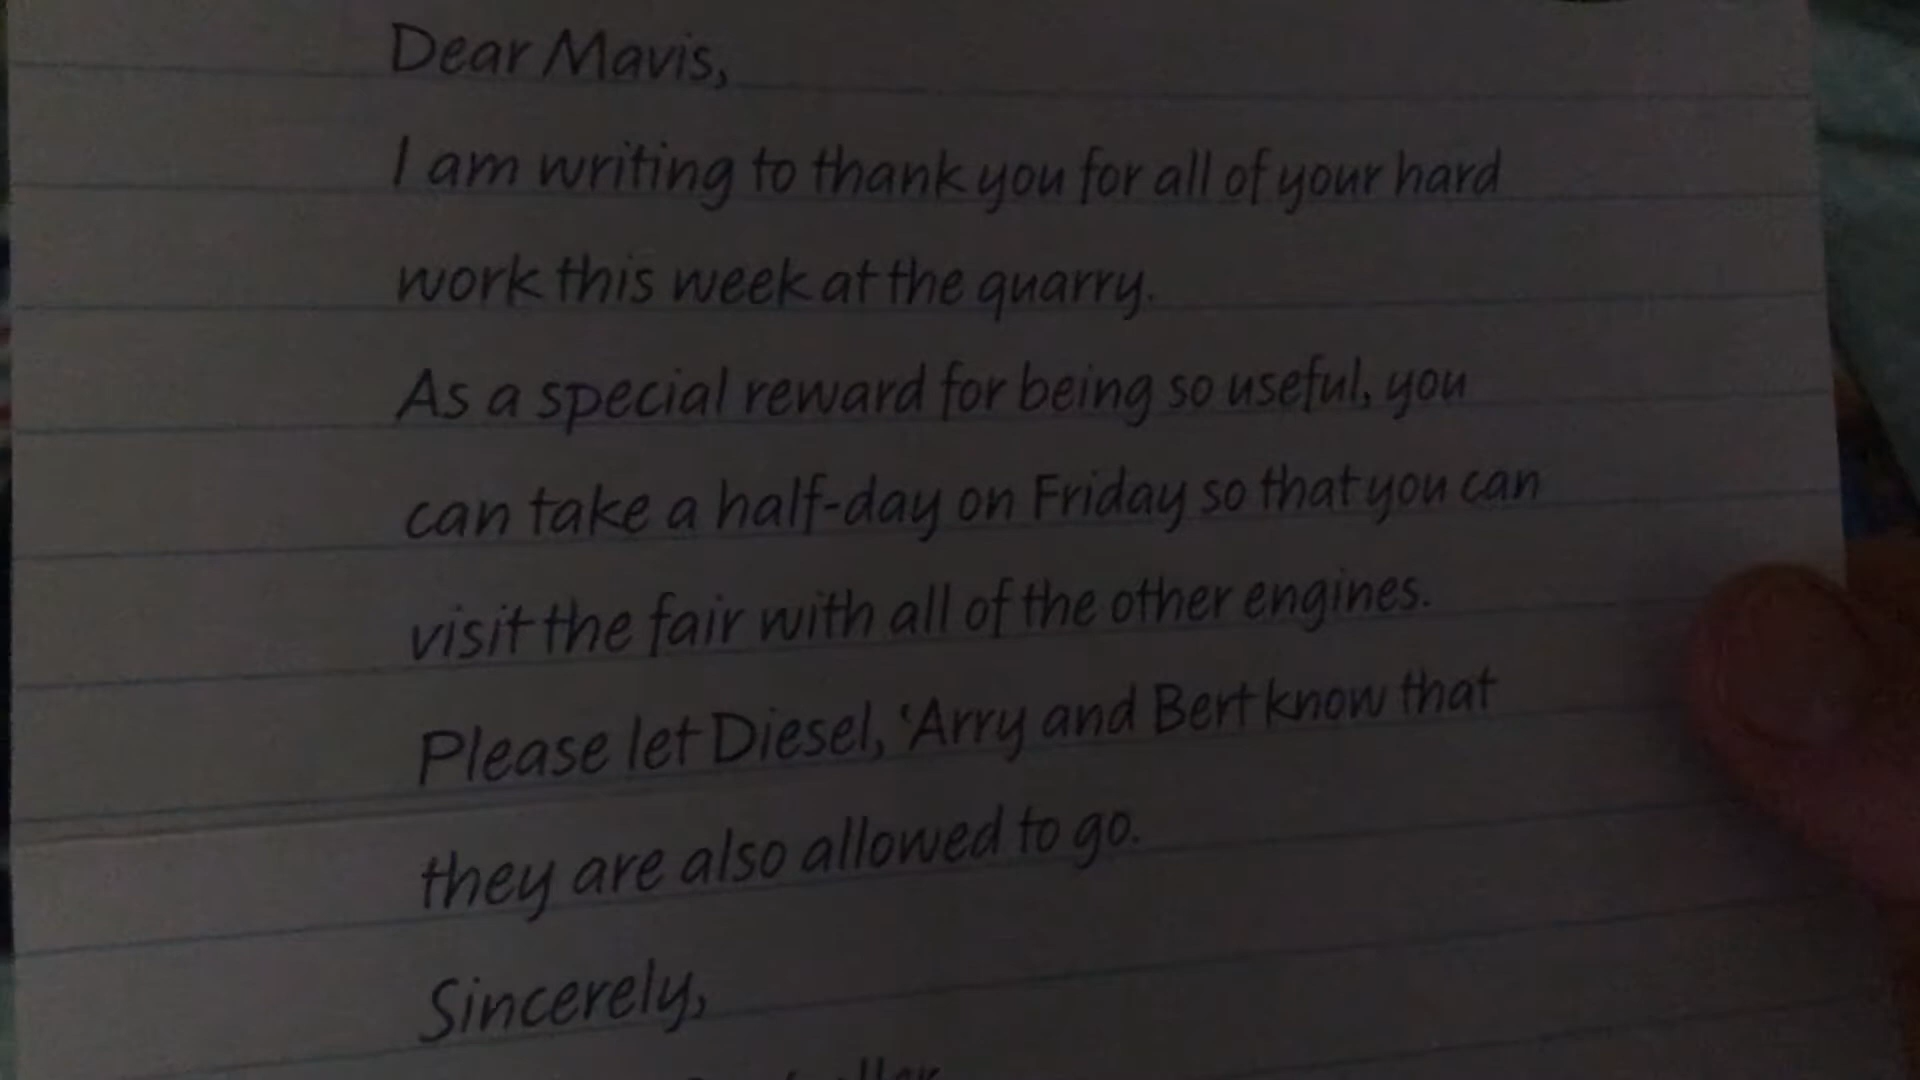 Dear Mavis,
I am writing to thank you for all of your hard
work this week at the quarry.
As a special reward for being so useful, you
can take a half-day on Friday so that you can
visit the fair with all of the other engines.
Please let Diesel, ‘Arry and Bert know that
they are also allowed to go.
Sincerely,